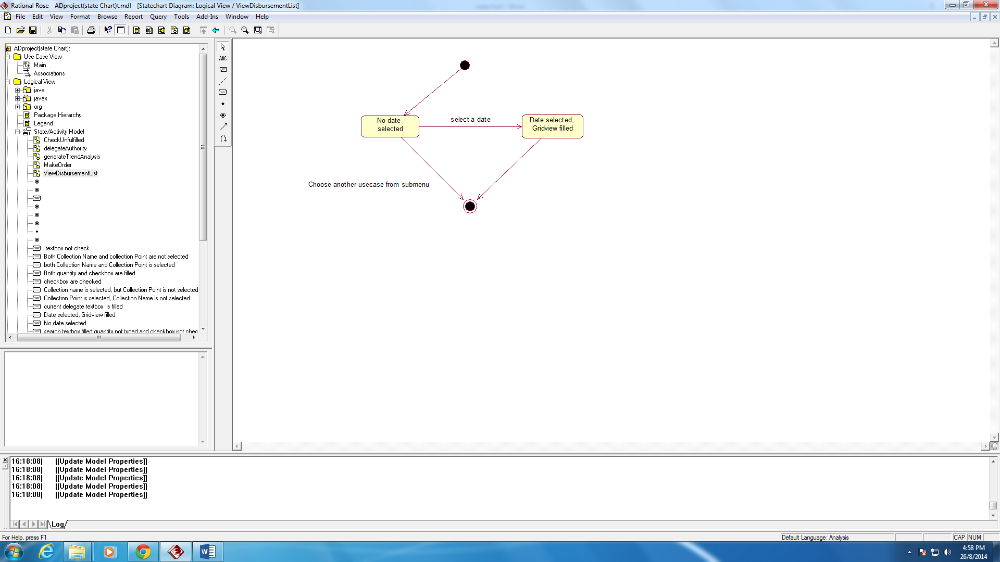 Rational Rose - ADproject(state Chart)t.mdl - [Statechart Diagram: Logical View / ViewDisbursementList]
File Edit View Format Browse Report Query Tools Add-Ins Window Help
ADproject(state Chart)t
Use Case View
Main
Associations
Logical View
java
javax
org
Package Hierarchy
Legend
State/Activity Model
CheckUnfulfilled
delegateAuthority
generateTrendAnalysis
MakeOrder
ViewDisbursementList
textbox not check
Both Collection Name and collection Point are not selected
both Collection Name and Collection Point is selected
Both quantity and checkbox are filled
checkbox are checked
Collection name is selected, but Collection Point is not selected
Collection Point is selected, Collection Name is not selected
current delegate textbox is filled
Date selected, Gridview filled
No date selected
search textbox filled quantity not typed and checkbox not chec
ABC
No date
selected
select a date
Date selected,
Gridview filled
Choose another usecase from submenu
16:18:08| [[Update Model Properties]]
16:18:08| [[Update Model Properties]]
16:18:08| [[Update Model Properties]]
16:18:08| [[Update Model Properties]]
16:18:08| [[Update Model Properties]]
Log
For Help, press F1
Default Language: Analysis
CAP NUM
4:58 PM
26/8/2014